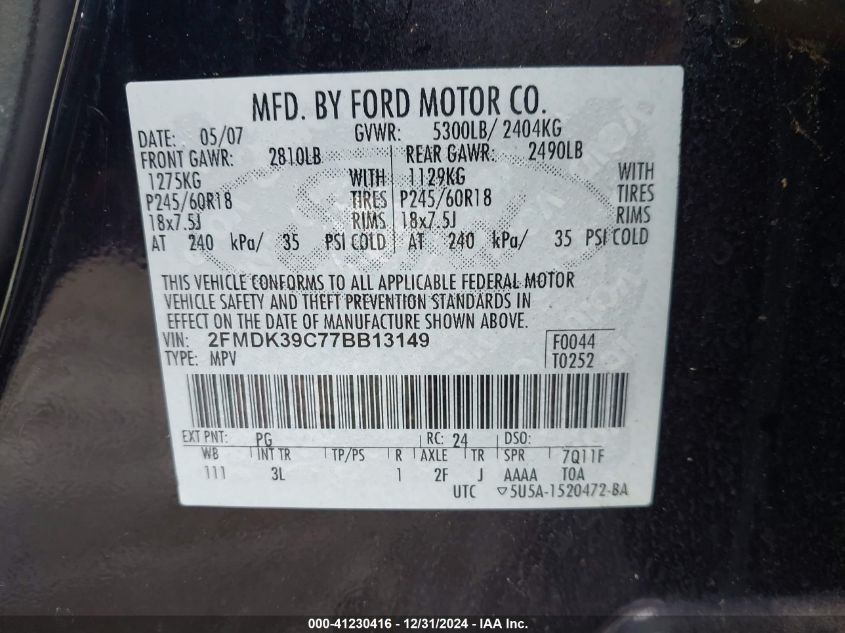 MFD. BY FORD MOTOR CO.
DATE: 05/07 GVWR: 5300LB/ 2404KG
FRONT GAWR: 2810LB REAR GAWR: 2490LB
1275KG WITH 1129KG WITH
P245/60R18 TIRES P245/60R18 TIRES
18x7.5J RIMS 18x7.5J RIMS
AT 240 kPa/ 35 PSI COLD AT 240 kPa/ 35 PSI COLD
THIS VEHICLE CONFORMS TO ALL APPLICABLE FEDERAL MOTOR
VEHICLE SAFETY AND THEFT PREVENTION STANDARDS IN
EFFECT ON THE DATE OF MANUFACTURE SHOWN ABOVE.
VIN: 2FMDK39C77BB13149 F0044
TYPE: MPV T0252
EXT PNT: PG RC: 24 DSO:
WB INT TR TP/PS R AXLE TR SPR 7Q11F
111 3L 1 2F J AAAA TOA
UTC ▽5U5A-1520472-BA
000-41230416 - 12/31/2024 - IAA Inc.